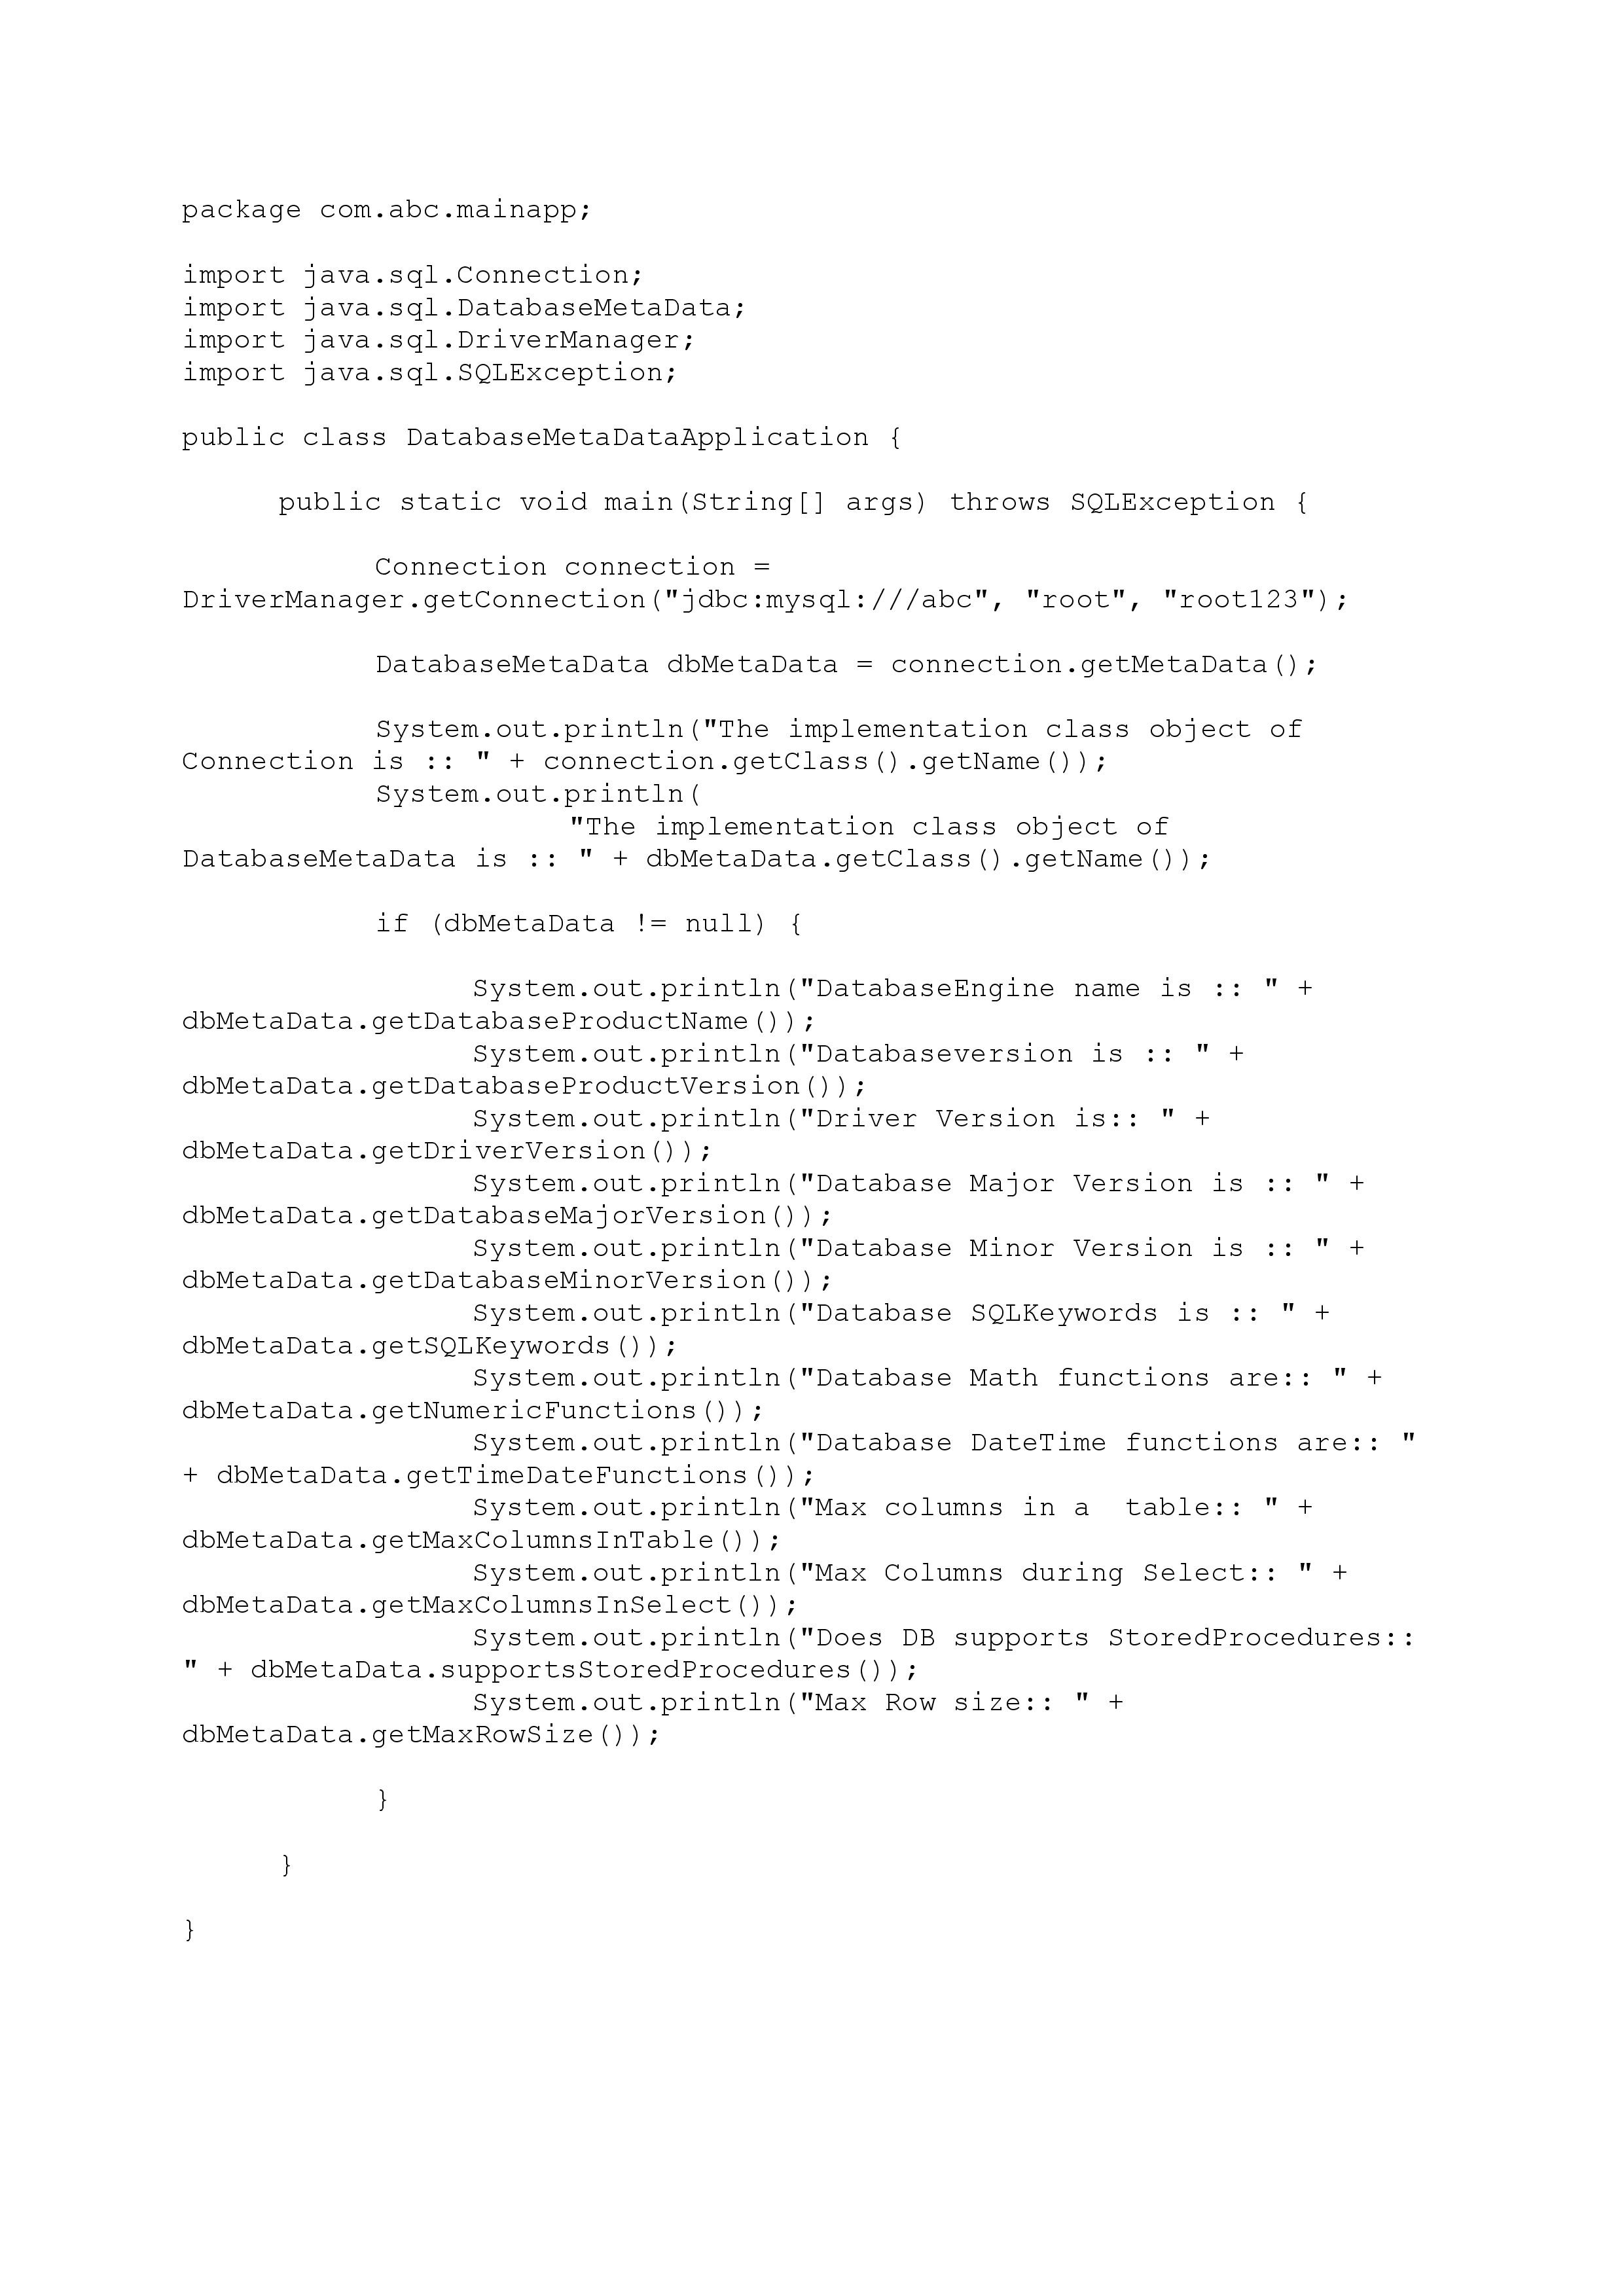 package com.abc.mainapp;

import java.sql.Connection;
import java.sql.DatabaseMetaData;
import java.sql.DriverManager;
import java.sql.SQLException;

public class DatabaseMetaDataApplication {

public static void main(String[] args) throws SQLException {

Connection connection =
DriverManager.getConnection("jdbc:mysql:///abc", "root", "root123");

DatabaseMetaData dbMetaData = connection.getMetaData();

System.out.println("The implementation class object of
Connection is :: " + connection.getClass().getName());
System.out.println(
"The implementation class object of
DatabaseMetaData is :: " + dbMetaData.getClass().getName());

if (dbMetaData != null) {

System.out.println("DatabaseEngine name is :: " +
dbMetaData.getDatabaseProductName());
System.out.println("Databaseversion is :: " +
dbMetaData.getDatabaseProductVersion());
System.out.println("Driver Version is:: " +
dbMetaData.getDriverVersion());
System.out.println("Database Major Version is :: " +
dbMetaData.getDatabaseMajorVersion());
System.out.println("Database Minor Version is :: " +
dbMetaData.getDatabaseMinorVersion());
System.out.println("Database SQLKeywords is :: " +
dbMetaData.getSQLKeywords());
System.out.println("Database Math functions are:: " +
dbMetaData.getNumericFunctions());
System.out.println("Database DateTime functions are:: "
+ dbMetaData.getTimeDateFunctions());
System.out.println("Max columns in a  table:: " +
dbMetaData.getMaxColumnsInTable());
System.out.println("Max Columns during Select:: " +
dbMetaData.getMaxColumnsInSelect());
System.out.println("Does DB supports StoredProcedures::
" + dbMetaData.supportsStoredProcedures());
System.out.println("Max Row size:: " +
dbMetaData.getMaxRowSize());

}

}

}